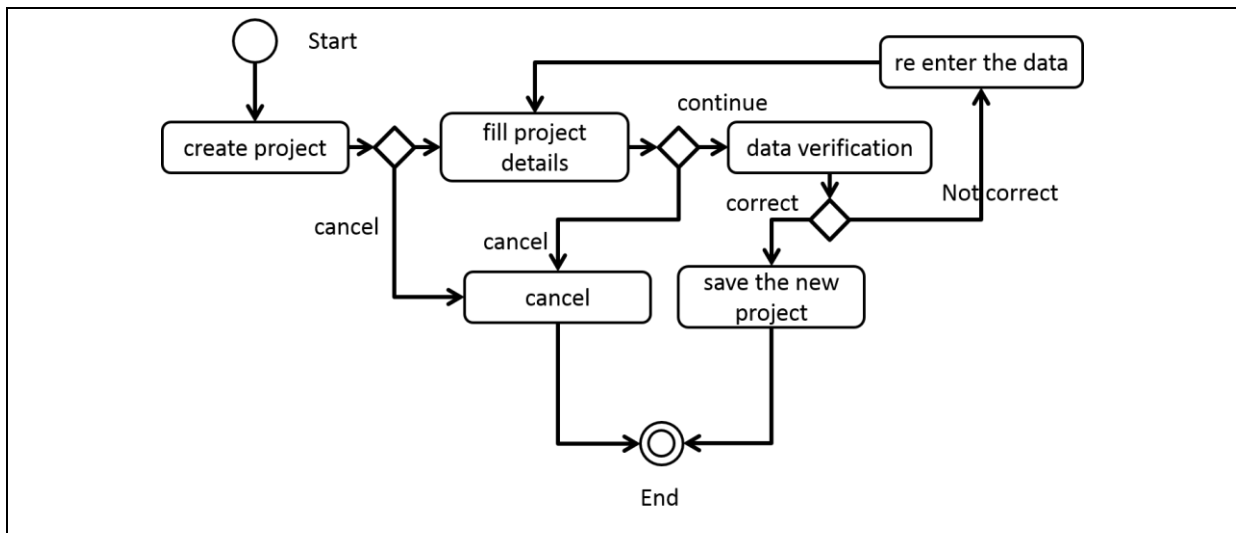 Start
re enter the data
continue
create project
fill project
details
data verification
correct
Not correct
cancel
cancel
cancel
save the new
project
End